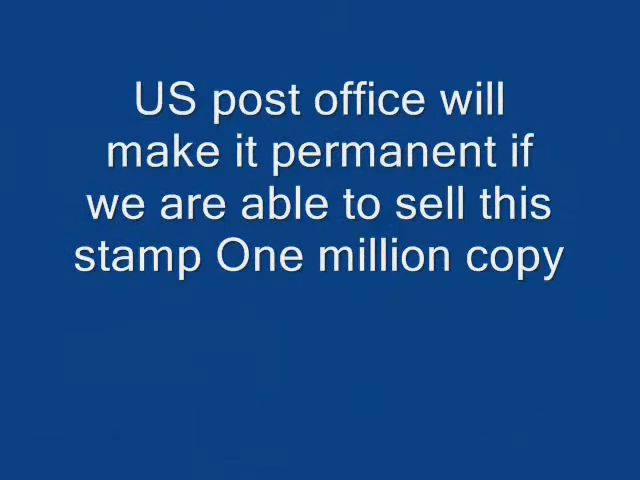 US post office will
make it permanent if
we are able to sell this
stamp One million copy